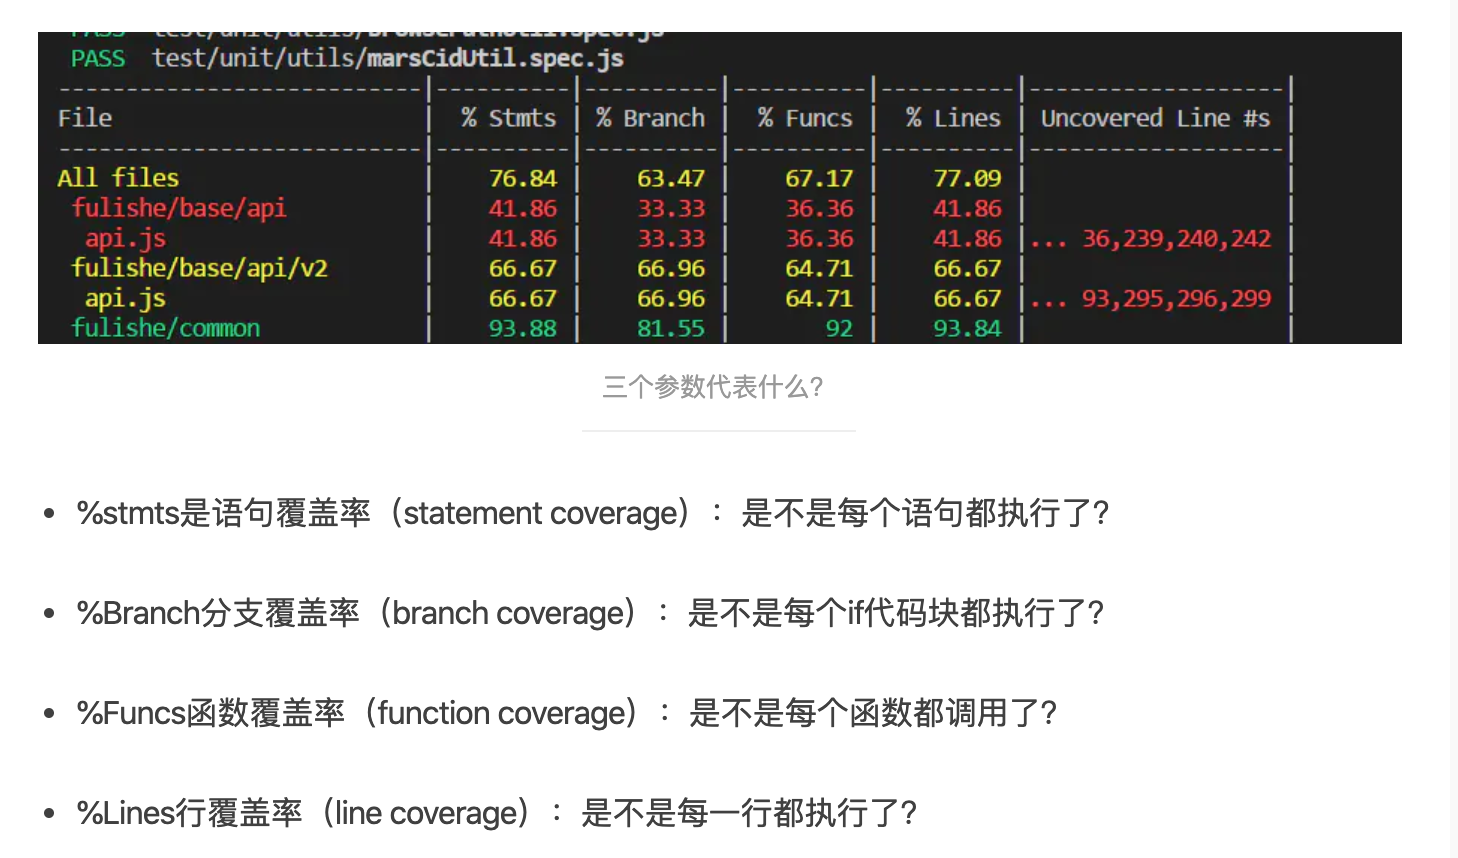 PASS test/unit/utils/browserPathUtil.spec.js
PASS test/unit/utils/marsCidUtil.spec.js
---------------------------|----------|----------|----------|----------|-------------------|
File | % Stmts | % Branch | % Funcs | % Lines | Uncovered Line #s |
---------------------------|----------|----------|----------|----------|-------------------|
All files | 76.84 | 63.47 | 67.17 | 77.09 | |
fulishe/base/api | 41.86 | 33.33 | 36.36 | 41.86 | |
api.js | 41.86 | 33.33 | 36.36 | 41.86 |... 36,239,240,242 |
fulishe/base/api/v2 | 66.67 | 66.96 | 64.71 | 66.67 | |
api.js | 66.67 | 66.96 | 64.71 | 66.67 |... 93,295,296,299 |
fulishe/common | 93.88 | 81.55 | 92 | 93.84 | |
三个参数代表什么?
• %stmts是语句覆盖率（statement coverage）：是不是每个语句都执行了?
• %Branch分支覆盖率（branch coverage）：是不是每个if代码块都执行了?
• %Funcs函数覆盖率（function coverage）：是不是每个函数都调用了?
• %Lines行覆盖率（line coverage）：是不是每一行都执行了?